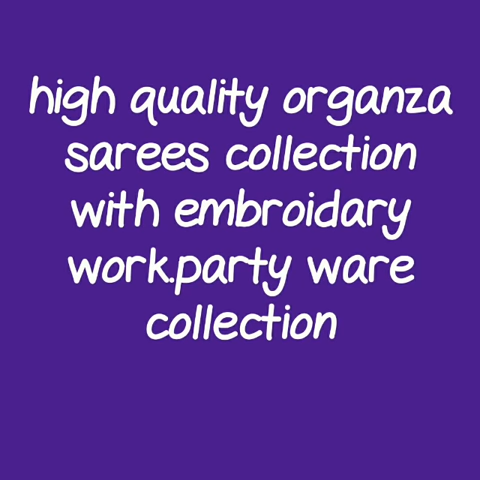 high quality organza
sarees collection
with embroidary
work.party ware
collection